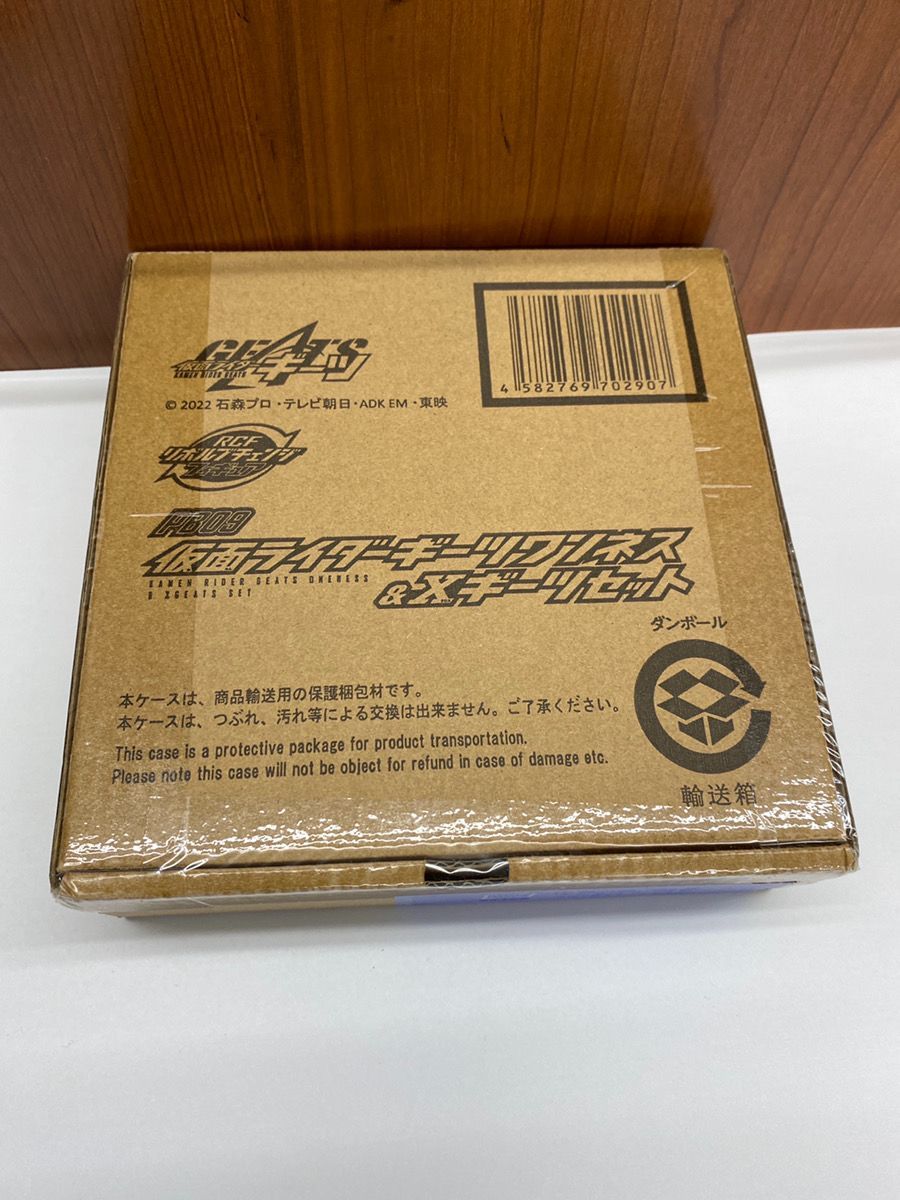 GEATS
仮面ライダーギーツ
KAMEN RIDER GEATS
© 2022 石森プロ・テレビ朝日・ADK EM・東映
4 582769 702907
RCF
リボルブチェンジ
フィギュア
PB09
仮面ライダーギーツワンネス
KAMEN RIDER GEATS ONENESS
&Xギーツセット
& XGEATS SET
ダンボール
本ケースは、商品輸送用の保護梱包材です。
本ケースは、つぶれ、汚れ等による交換は出来ません。ご了承ください。
This case is a protective package for product transportation.
Please note this case will not be object for refund in case of damage etc.
輸送箱